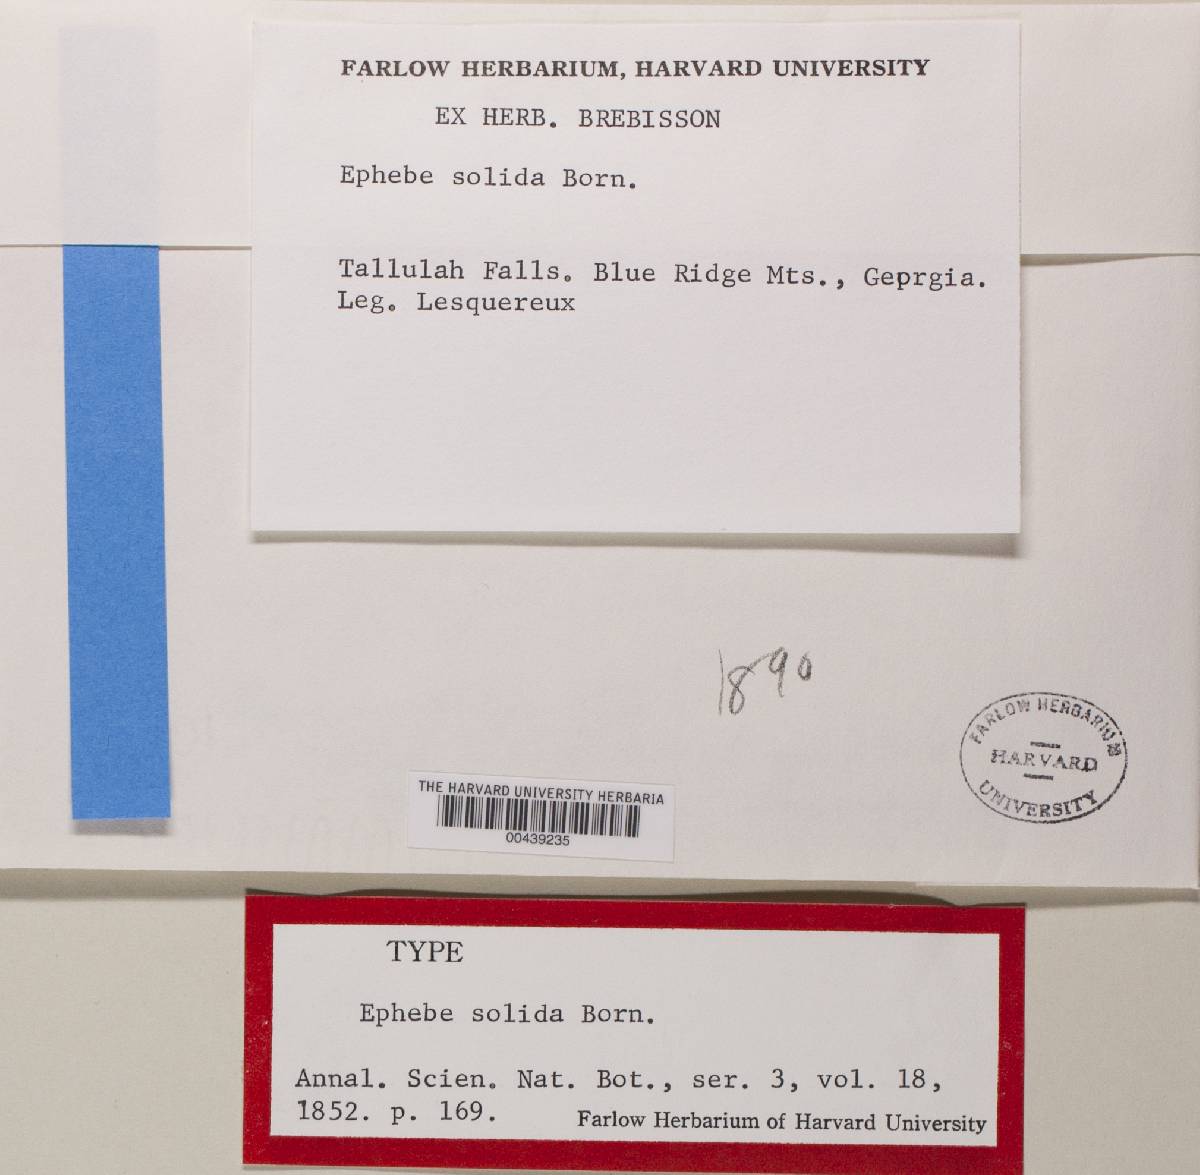 FARLOW HERBARIUM, HARVARD UNIVERSITY
EX HERB. BREBISSON
Ephebe solida Born.
Tallulah Falls. Blue Ridge Mts., Geprgia.
Leg. Lesquereux
1890
FARLOW HERBARIUM
HARVARD
UNIVERSITY
THE HARVARD UNIVERSITY HERBARIA
00439235
TYPE
Ephebe solida Born.
Annal. Scien. Nat. Bot., ser. 3, vol. 18,
1852. p. 169.
Farlow Herbarium of Harvard University